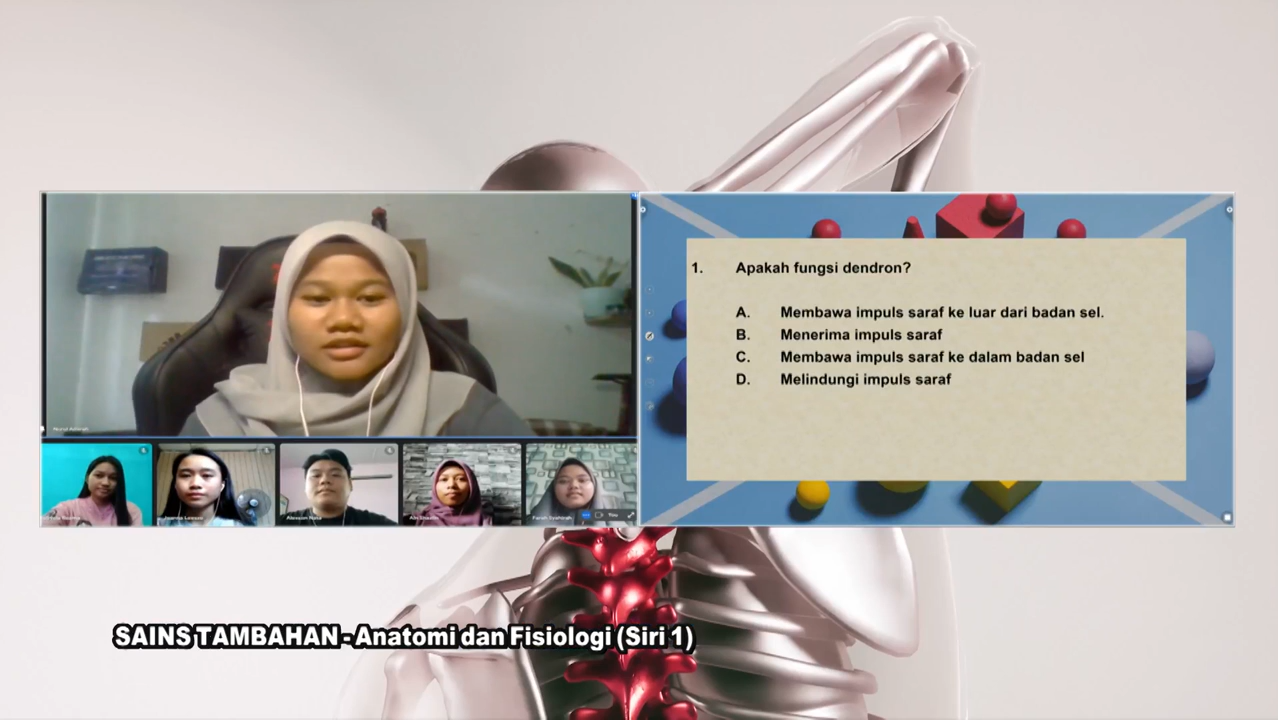 1. Apakah fungsi dendron?
A. Membawa impuls saraf ke luar dari badan sel.
B. Menerima impuls saraf
C. Membawa impuls saraf ke dalam badan sel
D. Melindungi impuls saraf
You
SAINS TAMBAHAN - Anatomi dan Fisiologi (Siri 1)